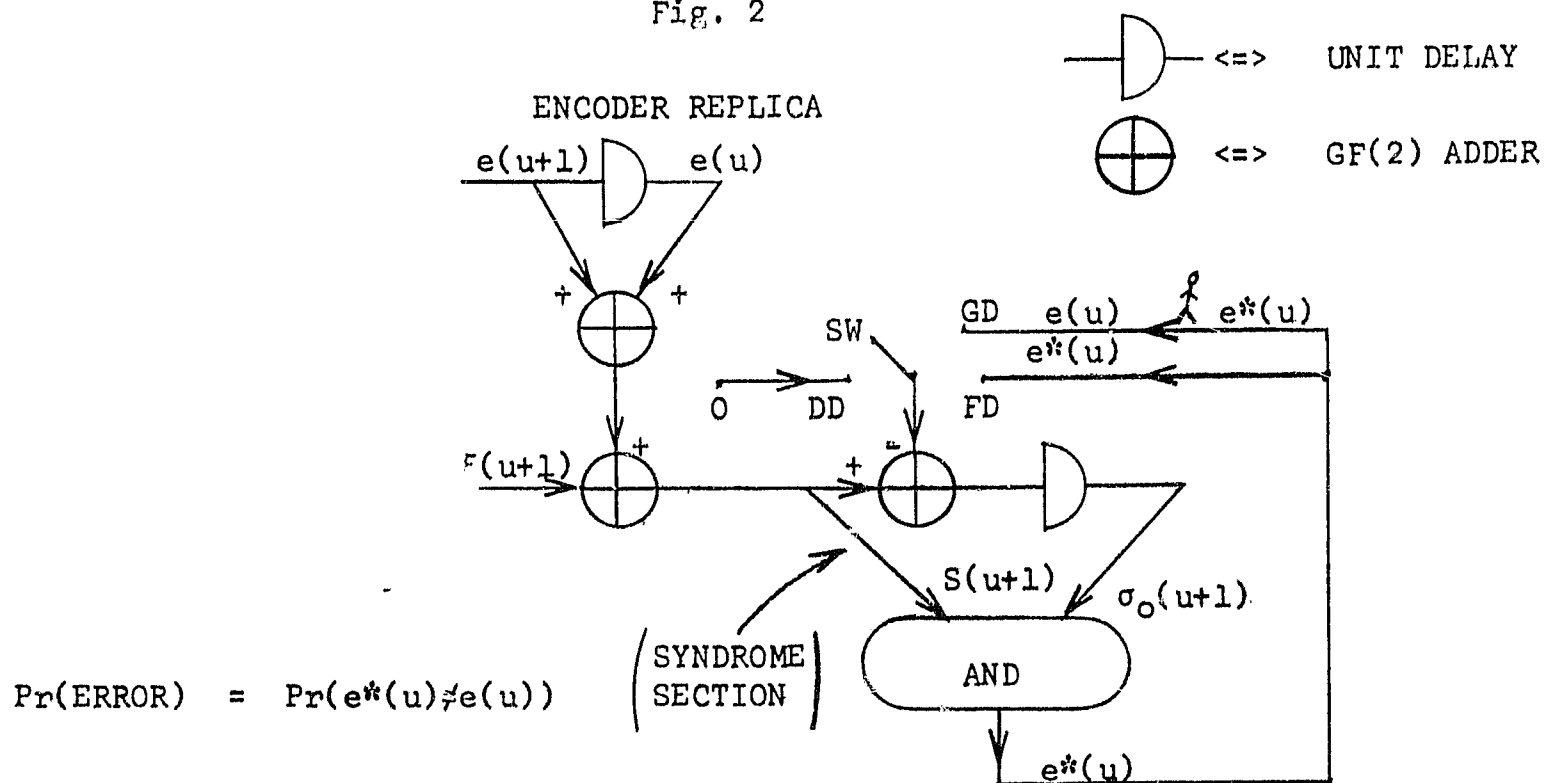 Fig. 2
<=> UNIT DELAY
ENCODER REPLICA
<=> GF(2) ADDER
e(u+1) e(u)
+ +
GD e(u) e*(u)
SW
e*(u)
O DD FD
+ -
(u+1) +
S(u+1) σo(u+1)
(SYNDROME
SECTION)
AND
Pr(ERROR) = Pr(e*(u)≠e(u))
e*(u)